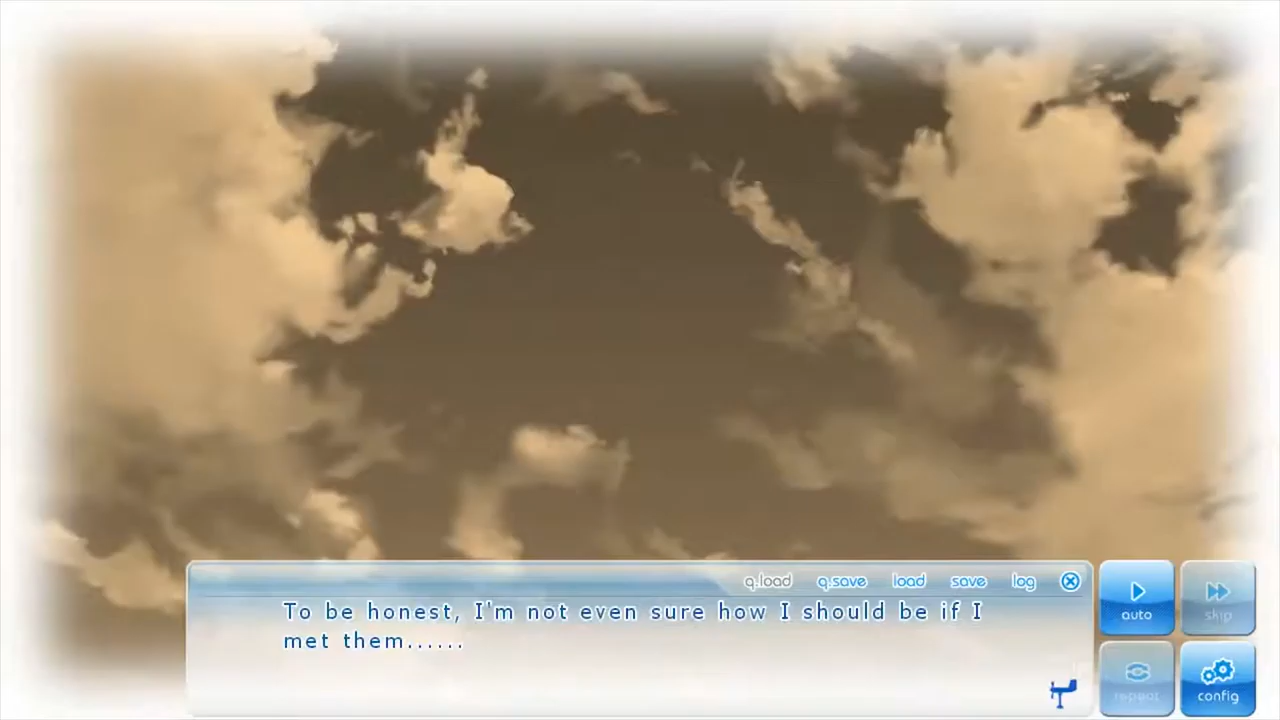 q.load q.save load save log
To be honest, I'm not even sure how I should be if I
met them......
auto skip
repeat config